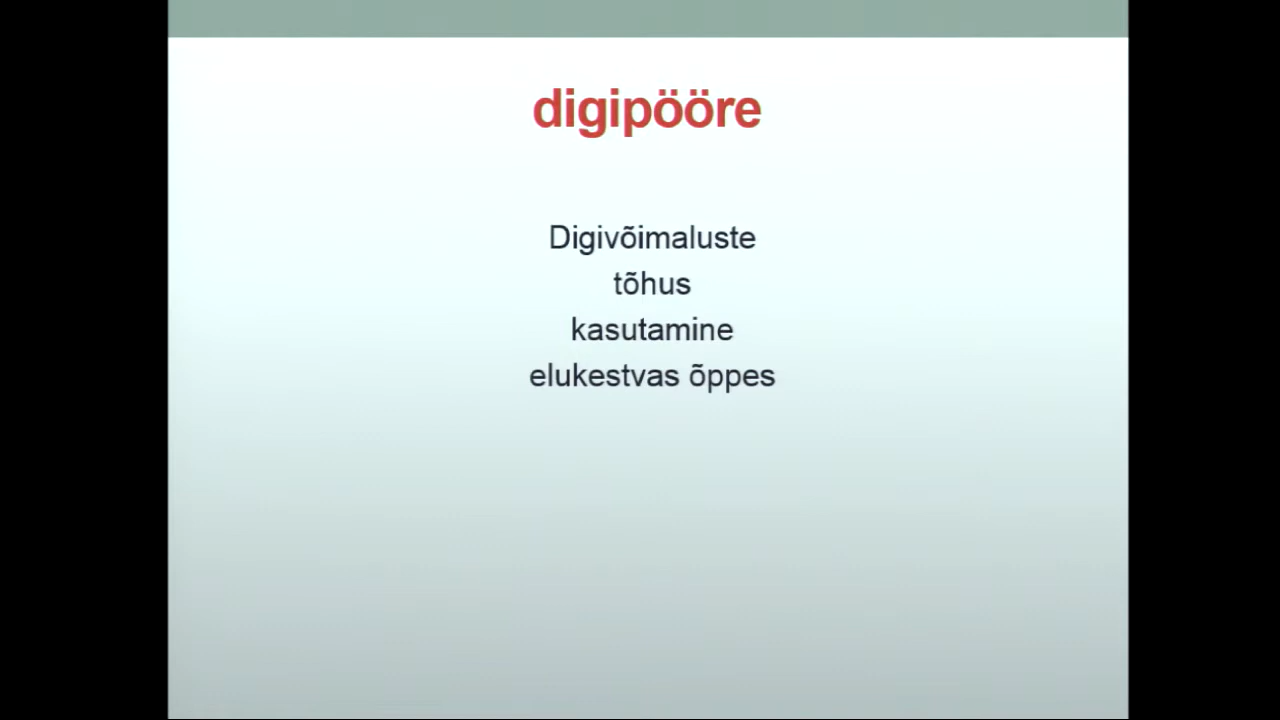 digipööre
Digivõimaluste
tõhus
kasutamine
elukestvas õppes